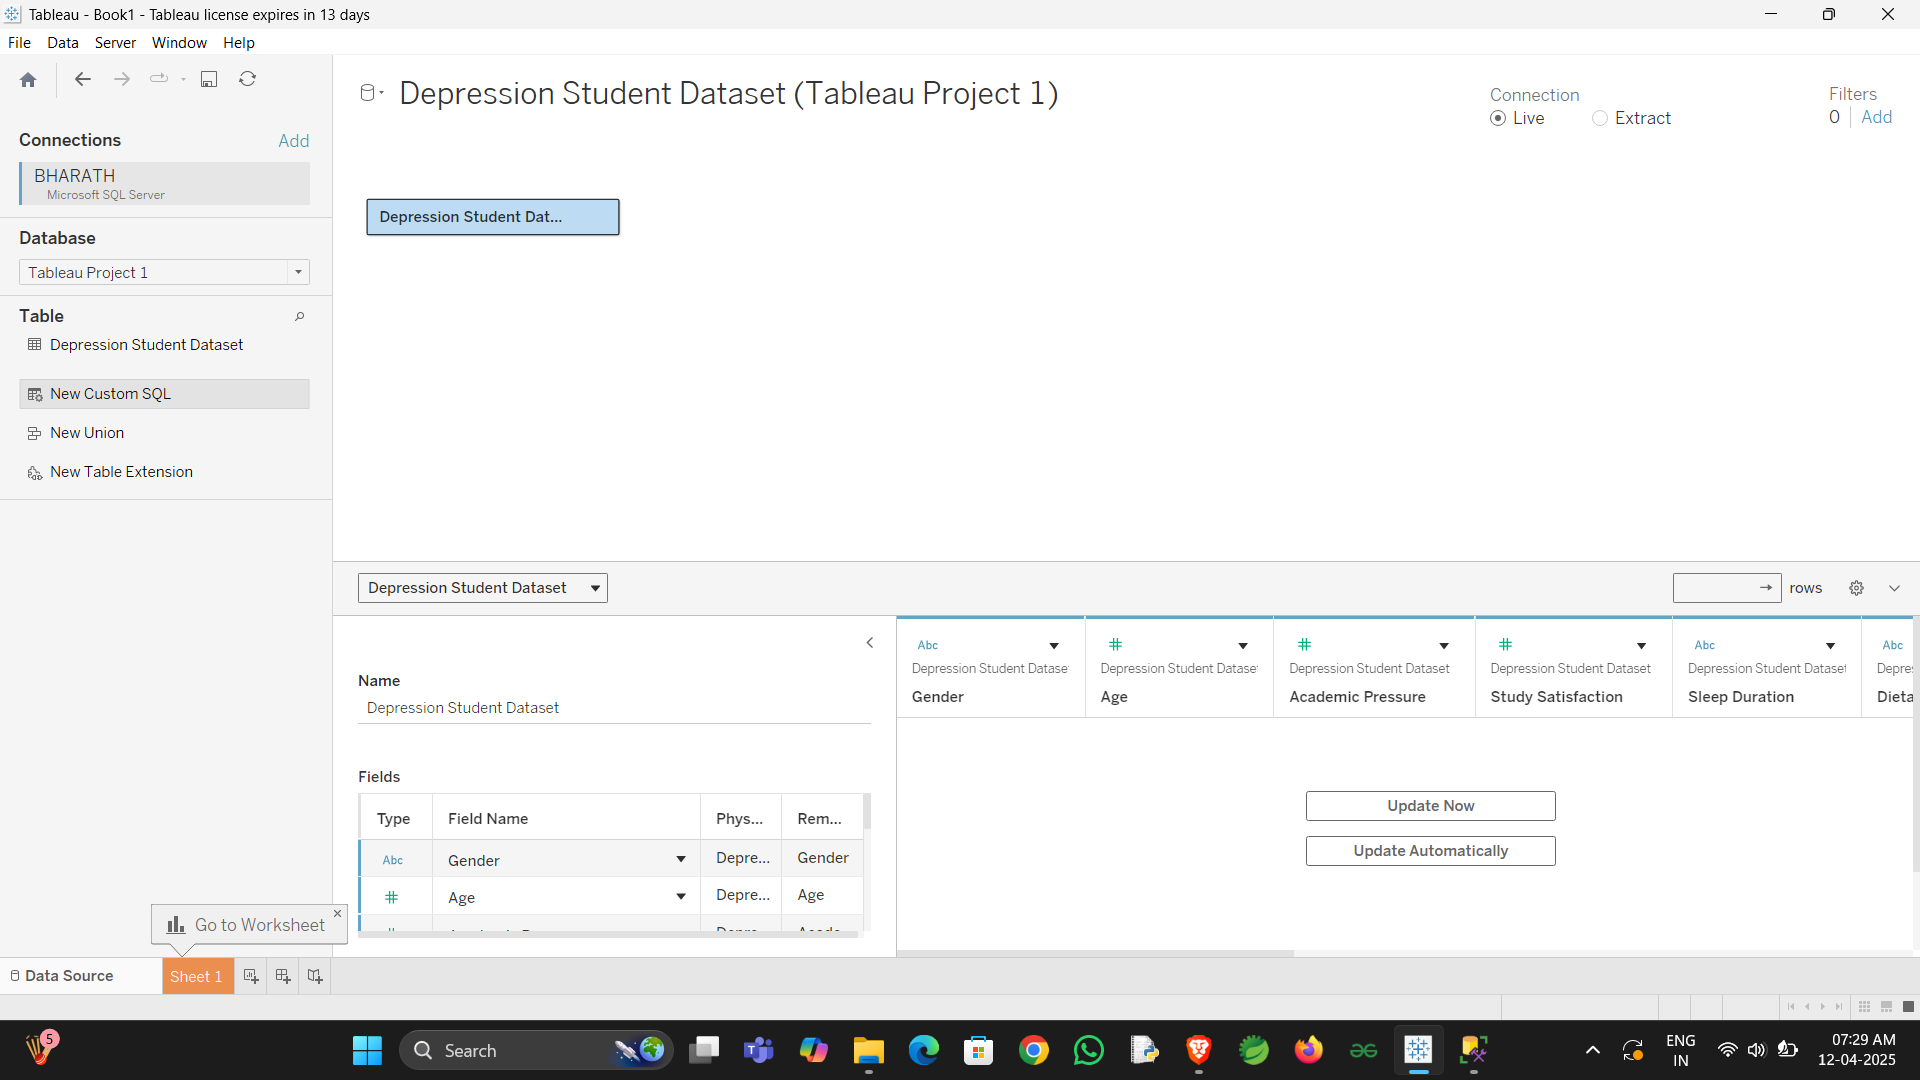 Tableau - Book1 - Tableau license expires in 13 days
File Data Server Window Help
Connections Add
BHARATH
Microsoft SQL Server
Database
Tableau Project 1
Table
Depression Student Dataset
New Custom SQL
New Union
New Table Extension
Depression Student Dataset (Tableau Project 1)
Connection
Live Extract
Filters
0 Add
Depression Student Dat...
Depression Student Dataset
rows
Name
Depression Student Dataset
Fields
Type Field Name Phys... Rem...
Abc Gender Depre... Gender
Age Depre... Age
Abc
Depression Student Datase
Gender
Depression Student Datase
Age
Depression Student Dataset
Academic Pressure
Depression Student Dataset
Study Satisfaction
Abc
Depression Student Dataset
Sleep Duration
Abc
Depre
Dieta
Update Now
Update Automatically
Go to Worksheet
Data Source Sheet 1
5
Search
ENG
IN
07:29 AM
12-04-2025